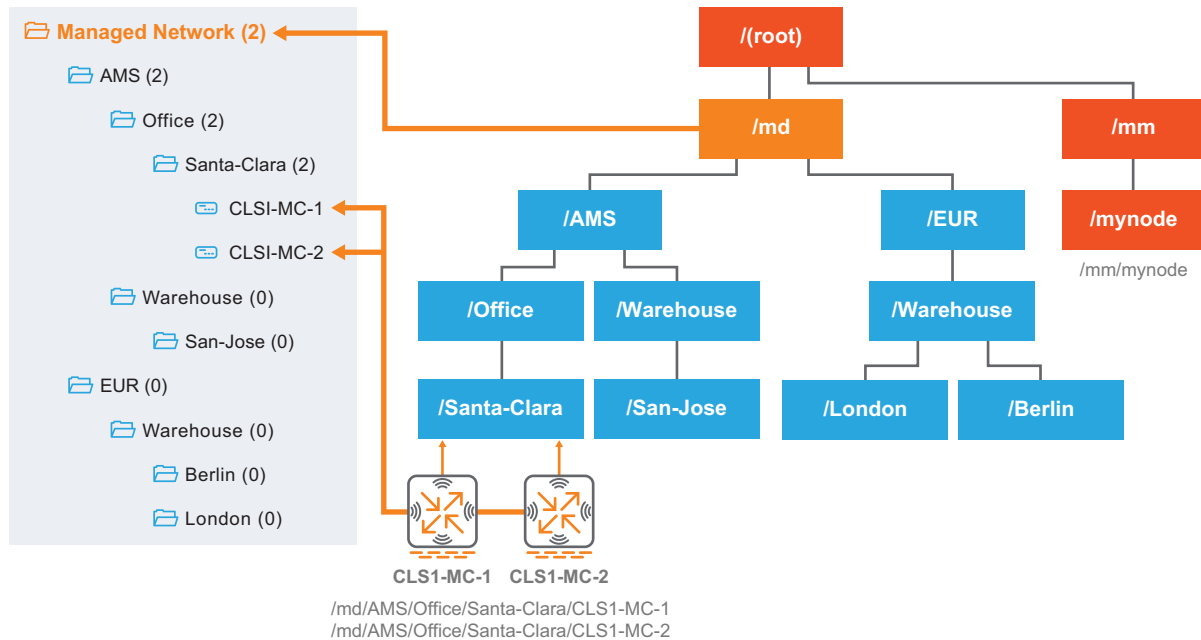 Managed Network (2)
AMS (2)
Office (2)
Santa-Clara (2)
CLSI-MC-1
CLSI-MC-2
Warehouse (0)
San-Jose (0)
EUR (0)
Warehouse (0)
Berlin (0)
London (0)
/(root)
/md
/mm
/AMS
/EUR
/mynode
/mm/mynode
/Office
/Warehouse
/Warehouse
/Santa-Clara
/San-Jose
/London
/Berlin
CLS1-MC-1
CLS1-MC-2
/md/AMS/Office/Santa-Clara/CLS1-MC-1
/md/AMS/Office/Santa-Clara/CLS1-MC-2